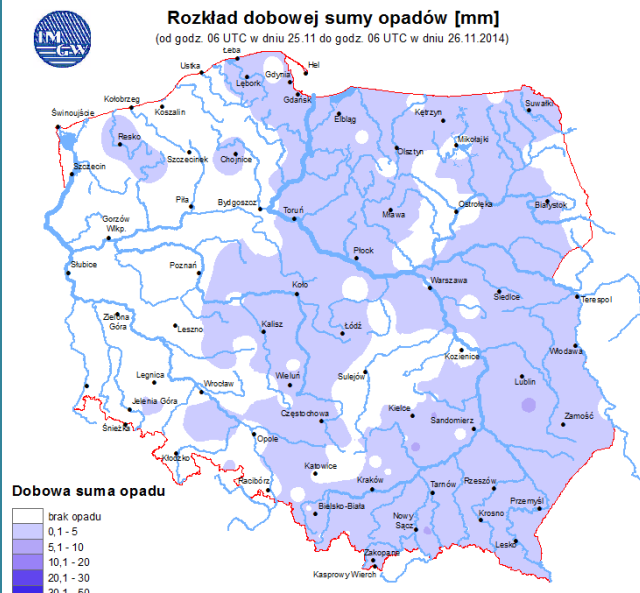 Rozkład dobowej sumy opadów [mm]
(od godz. 06 UTC w dniu 25.11 do godz. 06 UTC w dniu 26.11.2014)
IM
GW
Łeba
Hel
Ustka
Gdynia
Lębork
Suwałki
Kołobrzeg
Gdańsk
Koszalin
Kętrzyn
Świnoujście
Elbląg
Resko
Mikołajki
Olsztyn
Szczecinek
Chojnice
Szczecin
Piła
Bydgoszcz
Ostrołęka
Białystok
Toruń
Mława
Gorzów
Wlkp.
Płock
Słubice
Poznań
Koło
Warszawa
Siedlce
Terespol
Zielona
Góra
Leszno
Kalisz
Łódź
Włodawa
Kozienice
Legnica
Wrocław
Wieluń
Sulejów
Lublin
Jelenia Góra
Częstochowa
Kielce
Sandomierz
Zamość
Śnieżka
Opole
Kłodzko
Katowice
Racibórz
Kraków
Tarnów
Rzeszów
Przemyśl
Bielsko-Biała
Nowy
Sącz
Krosno
Lesko
Zakopane
Kasprowy Wierch
Dobowa suma opadu
brak opadu
0,1 - 5
5,1 - 10
10,1 - 20
20,1 - 30
30,1 - 50